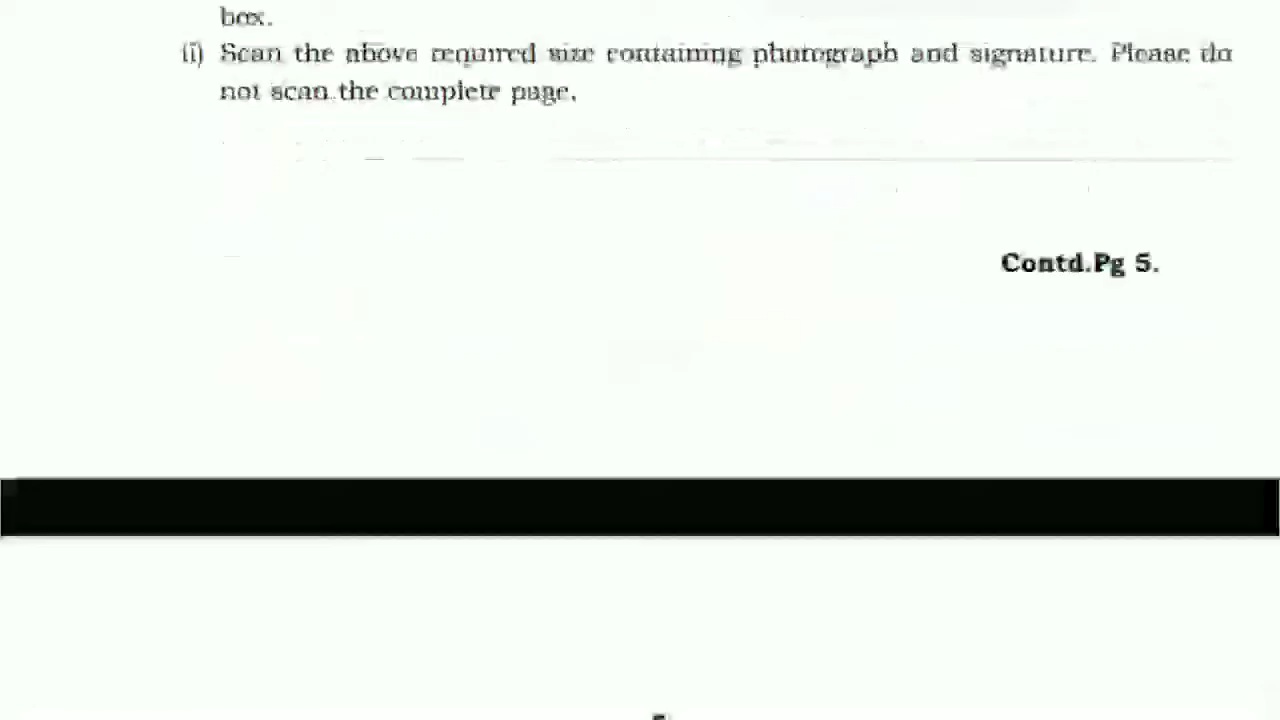 box.
(i) Scan the above required size containing photograph and signature. Please do
not scan the complete page.
Contd.Pg 5.